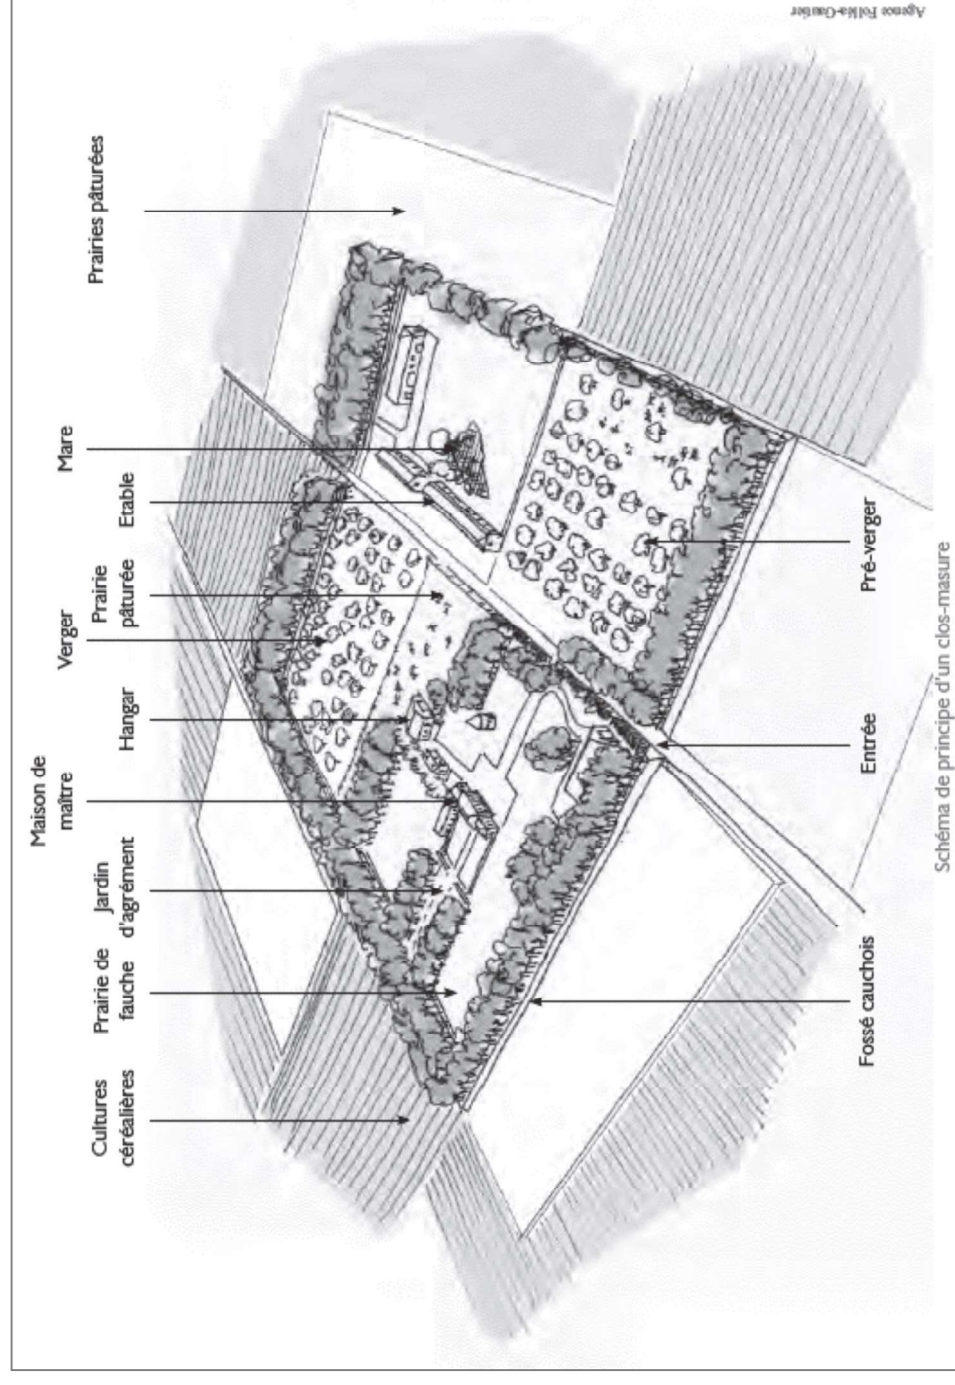 Cultures
céréalières
Prairie de
fauche
Jardin
d'agrément
Maison de
maître
Hangar
Verger
Prairie
pâturée
Etable
Mare
Prairies pâturées
Fossé cauchois
Entrée
Pré-verger
Schéma de principe d'un clos-masure
Agence Folléa-Gautier